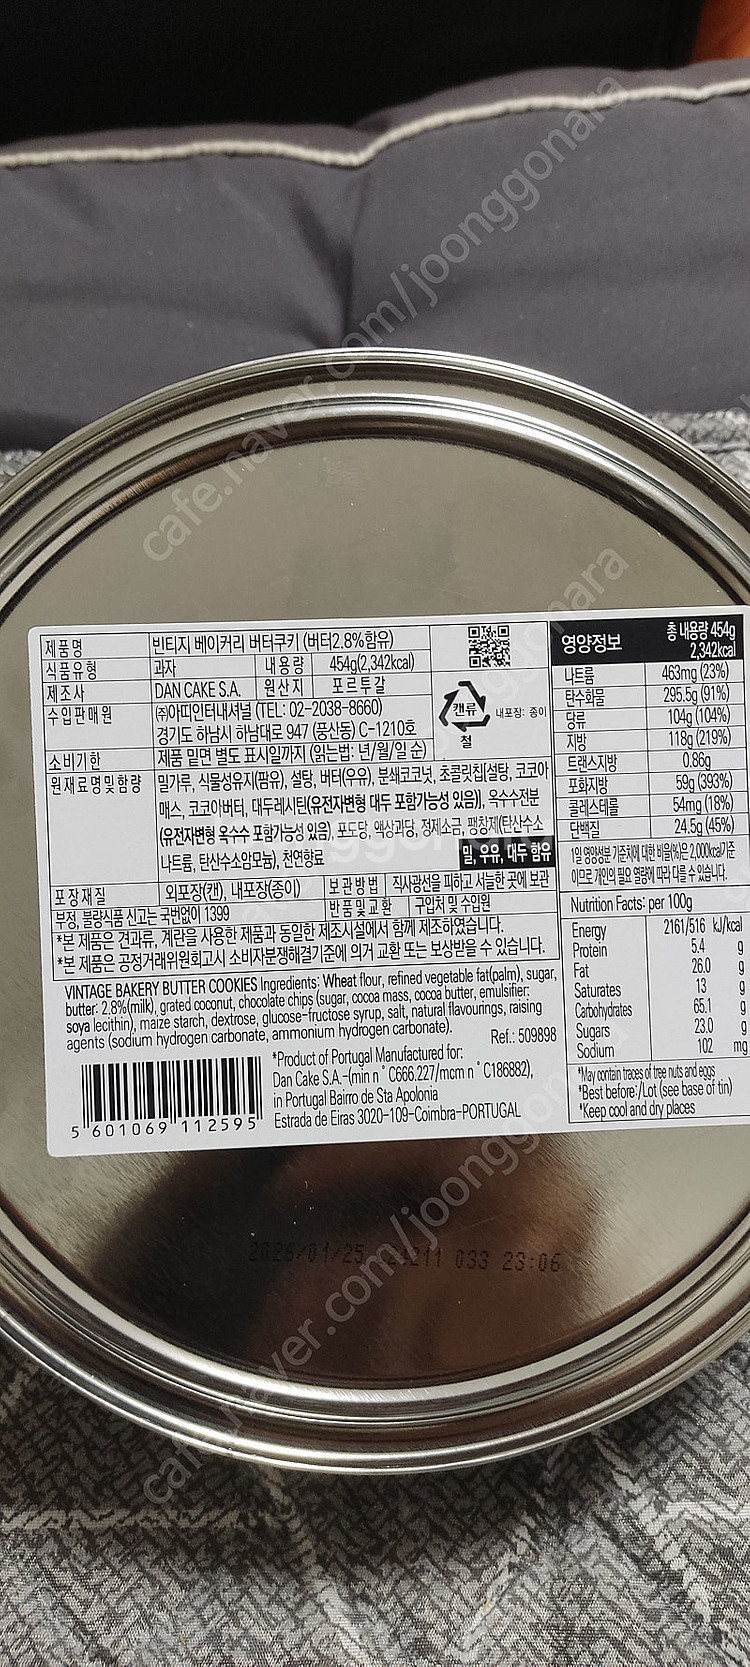 cafe.naver.com/joonggonara
제품명 빈티지 베이커리 버터쿠키 (버터2.8%함유)
식품유형 과자 내용량 454g(2,342kcal)
제조사 DAN CAKE S.A. 원산지 포르투갈
수입판매원 ㈜아띠인터내셔널 (TEL: 02-2038-8660)
경기도 하남시 하남대로 947 (풍산동) C-1210호
소비기한 제품 밑면 별도 표시일까지 (읽는법: 년/월/일 순)
캔류
철
내포장: 종이
원재료명및함량 밀가루, 식물성유지(팜유), 설탕, 버터(우유), 분쇄코코넛, 초콜릿칩[설탕, 코코아
매스, 코코아버터, 대두레시틴(유전자변형 대두 포함가능성 있음)], 옥수수전분
(유전자변형 옥수수 포함가능성 있음), 포도당, 액상과당, 정제소금, 팽창제(탄산수소
나트륨, 탄산수소암모늄), 천연향료
밀, 우유, 대두 함유
포장재질 외포장(캔), 내포장(종이) 보관방법 직사광선을 피하고 서늘한 곳에 보관
부정, 불량식품 신고는 국번없이 1399 반품및교환 구입처 및 수입원
*본 제품은 견과류, 계란을 사용한 제품과 동일한 제조시설에서 함께 제조하였습니다.
*본 제품은 공정거래위원회고시 소비자분쟁해결기준에 의거 교환 또는 보상받을 수 있습니다.
VINTAGE BAKERY BUTTER COOKIES Ingredients: Wheat flour, refined vegetable fat(palm), sugar,
butter: 2.8%(milk), grated coconut, chocolate chips (sugar, cocoa mass, cocoa butter, emulsifier:
soya lecithin), maize starch, dextrose, glucose-fructose syrup, salt, natural flavourings, raising
agents (sodium hydrogen carbonate, ammonium hydrogen carbonate).
Ref.: 509898
*Product of Portugal Manufactured for:
Dan Cake S.A.-(min n° C666.227/mcm n° C186882),
in Portugal Bairro de Sta Apolonia
Estrada de Eiras 3020-109-Coimbra-PORTUGAL
5 601069 112595
영양정보 총 내용량 454g
2,342kcal
나트륨 463mg (23%)
탄수화물 295.5g (91%)
당류 104g (104%)
지방 118g (219%)
트랜스지방 0.86g
포화지방 59g (393%)
콜레스테롤 54mg (18%)
단백질 24.5g (45%)
1일 영양성분 기준치에 대한 비율(%)은 2,000kcal기준
이므로 개인의 필요 열량에 따라 다를 수 있습니다.
Nutrition Facts: per 100g
Energy 2161/516 kJ/kcal
Protein 5.4 g
Fat 26.0 g
Saturates 13 g
Carbohydrates 65.1 g
Sugars 23.0 g
Sodium 102 mg
*May contain traces of tree nuts and eggs
*Best before:/Lot (see base of tin)
*Keep cool and dry places
033 23:06
cafe.naver.com/joonggonara